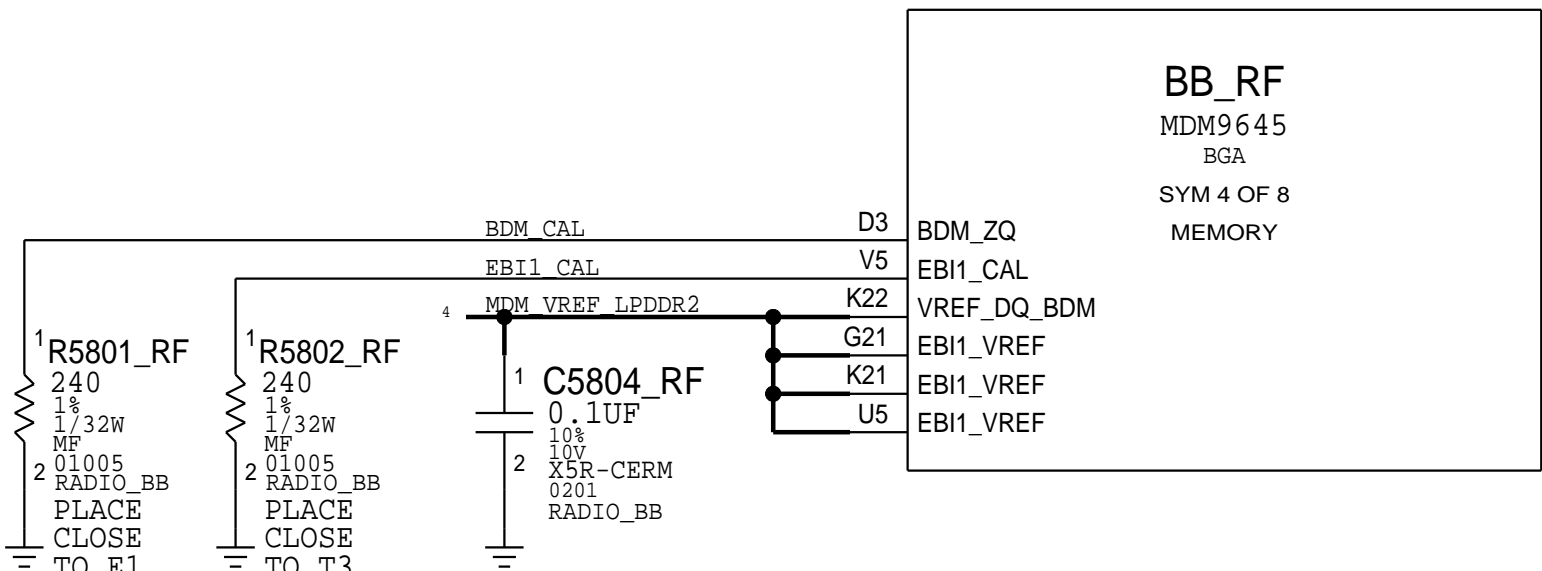 BB_RF
MDM9645
BGA
SYM 4 OF 8
MEMORY
BDM_CAL
D3
BDM_ZQ
EBI1_CAL
V5
EBI1_CAL
4
MDM_VREF_LPDDR2
K22
VREF_DQ_BDM
G21
EBI1_VREF
K21
EBI1_VREF
U5
EBI1_VREF
1
R5801_RF
240
1%
1/32W
MF
01005
2
RADIO_BB
PLACE
CLOSE
TO E1
1
R5802_RF
240
1%
1/32W
MF
01005
2
RADIO_BB
PLACE
CLOSE
TO T3
1
C5804_RF
0.1UF
10%
10V
2
X5R-CERM
0201
RADIO_BB